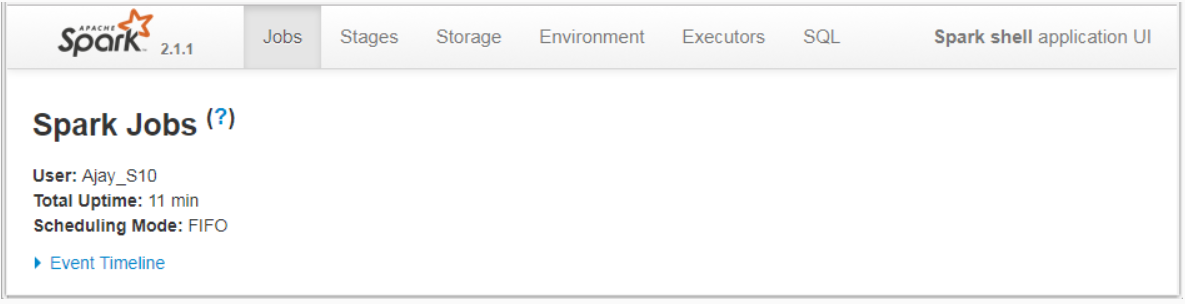 APACHE
Spark 2.1.1 Jobs Stages Storage Environment Executors SQL Spark shell application UI
Spark Jobs (?)
User: Ajay_S10
Total Uptime: 11 min
Scheduling Mode: FIFO
Event Timeline